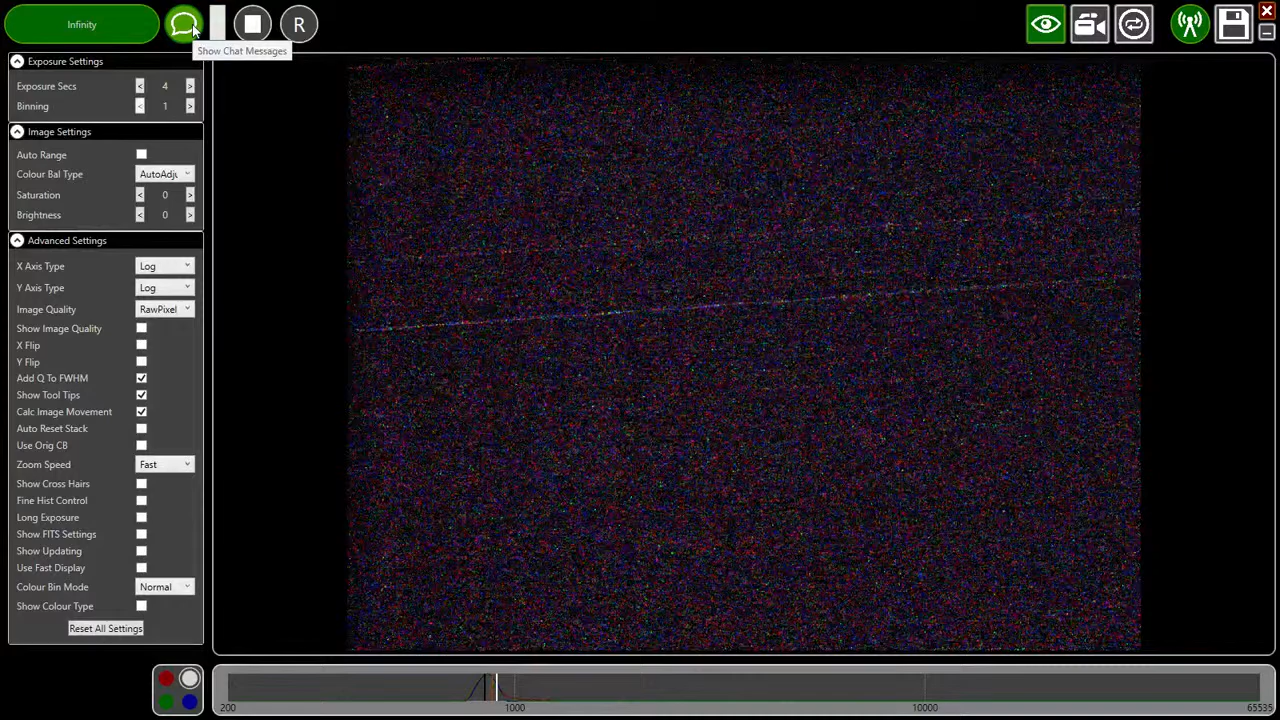 Infinity
R
Show Chat Messages
Exposure Settings
Exposure Secs < 4 >
Binning < 1 >
Image Settings
Auto Range
Colour Bal Type AutoAdju
Saturation < 0 >
Brightness < 0 >
Advanced Settings
X Axis Type Log
Y Axis Type Log
Image Quality RawPixel
Show Image Quality
X Flip
Y Flip
Add Q To FWHM
Show Tool Tips
Calc Image Movement
Auto Reset Stack
Use Orig CB
Zoom Speed Fast
Show Cross Hairs
Fine Hist Control
Long Exposure
Show FITS Settings
Show Updating
Use Fast Display
Colour Bin Mode Normal
Show Colour Type
Reset All Settings
200 1000 10000 65535